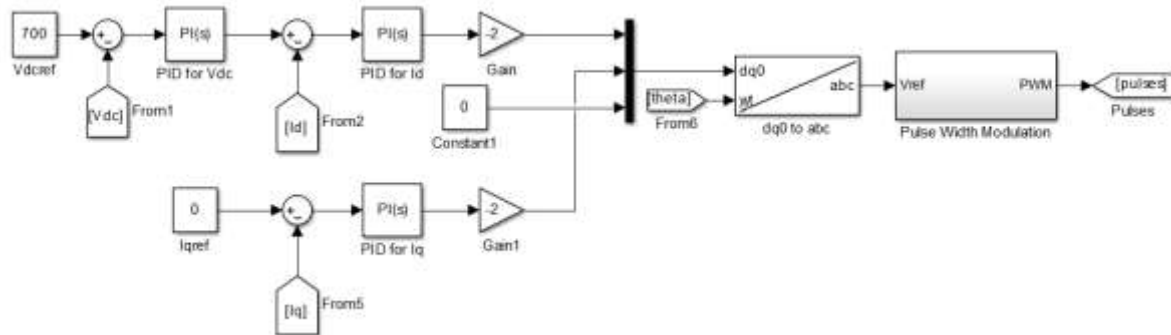 700
Vdcref
+
-
PI(s)
PID for Vdc
[Vdc]
From1
+
-
PI(s)
PID for Id
[Id]
From2
-2
Gain
0
Constant1
[theta]
From6
dq0
wt
abc
dq0 to abc
Vref
PWM
Pulse Width Modulation
[pulses]
Pulses
0
Iqref
+
-
PI(s)
PID for Iq
[Iq]
From5
-2
Gain1